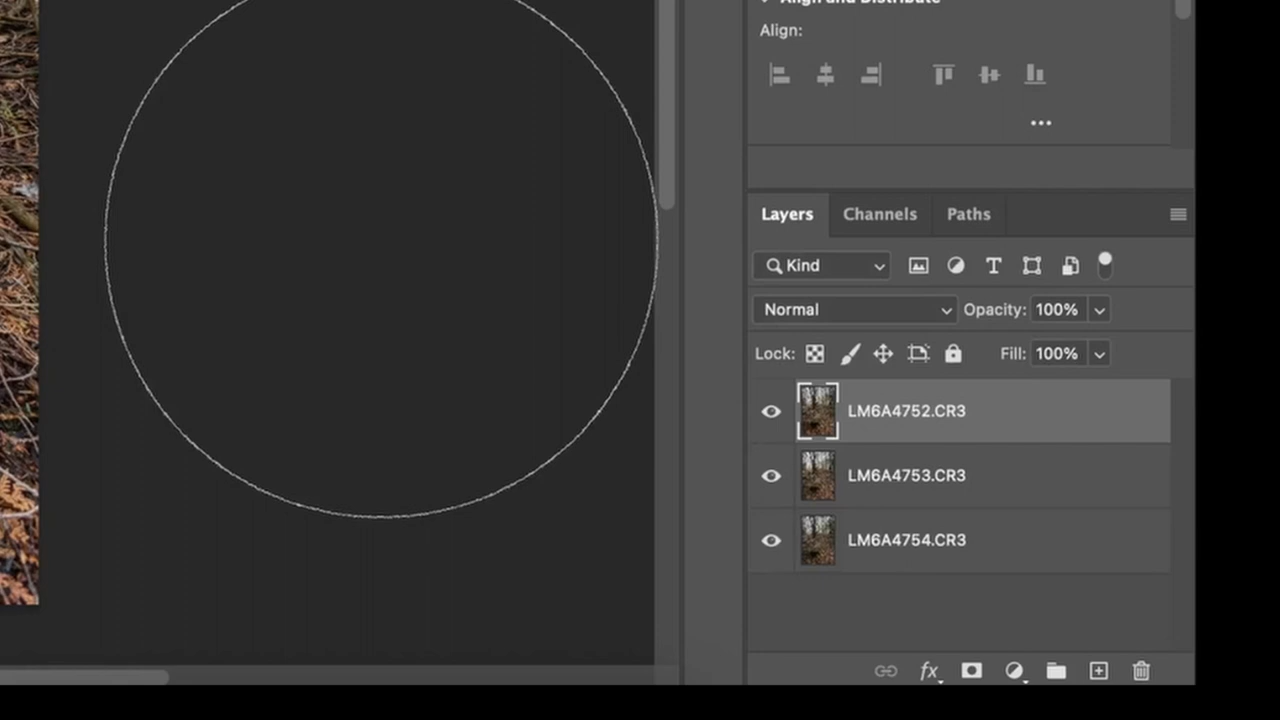 Align and Distribute
Align:
Layers Channels Paths
Kind
Normal Opacity: 100%
Lock: Fill: 100%
LM6A4752.CR3
LM6A4753.CR3
LM6A4754.CR3
fx